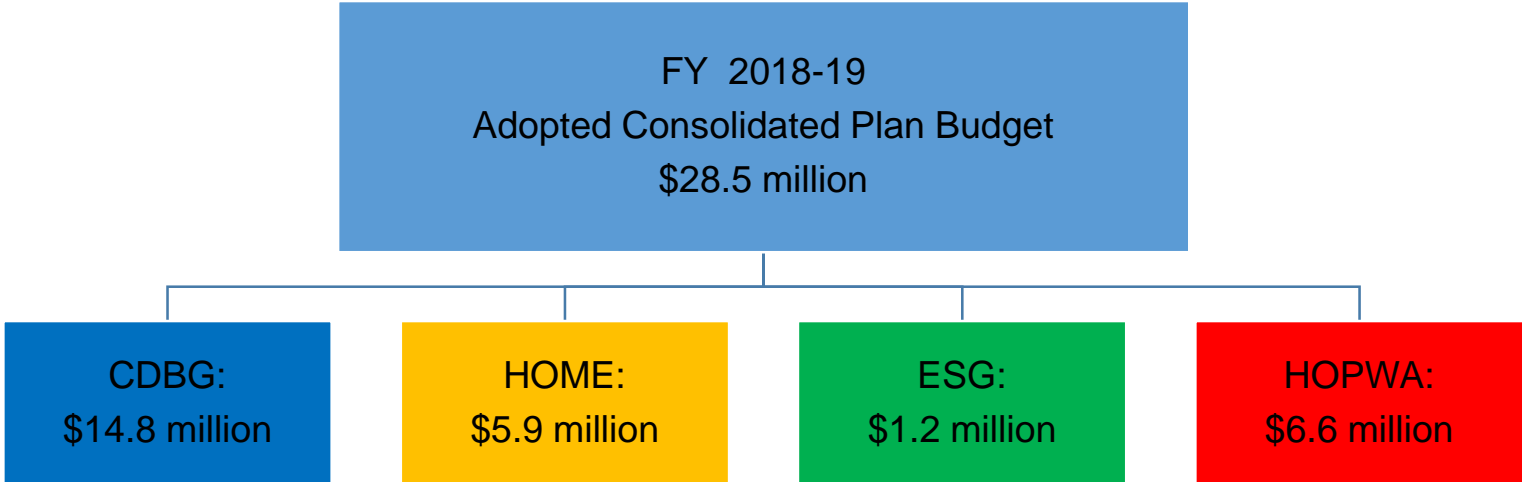 FY 2018-19
Adopted Consolidated Plan Budget
$28.5 million
CDBG:
$14.8 million
HOME:
$5.9 million
ESG:
$1.2 million
HOPWA:
$6.6 million